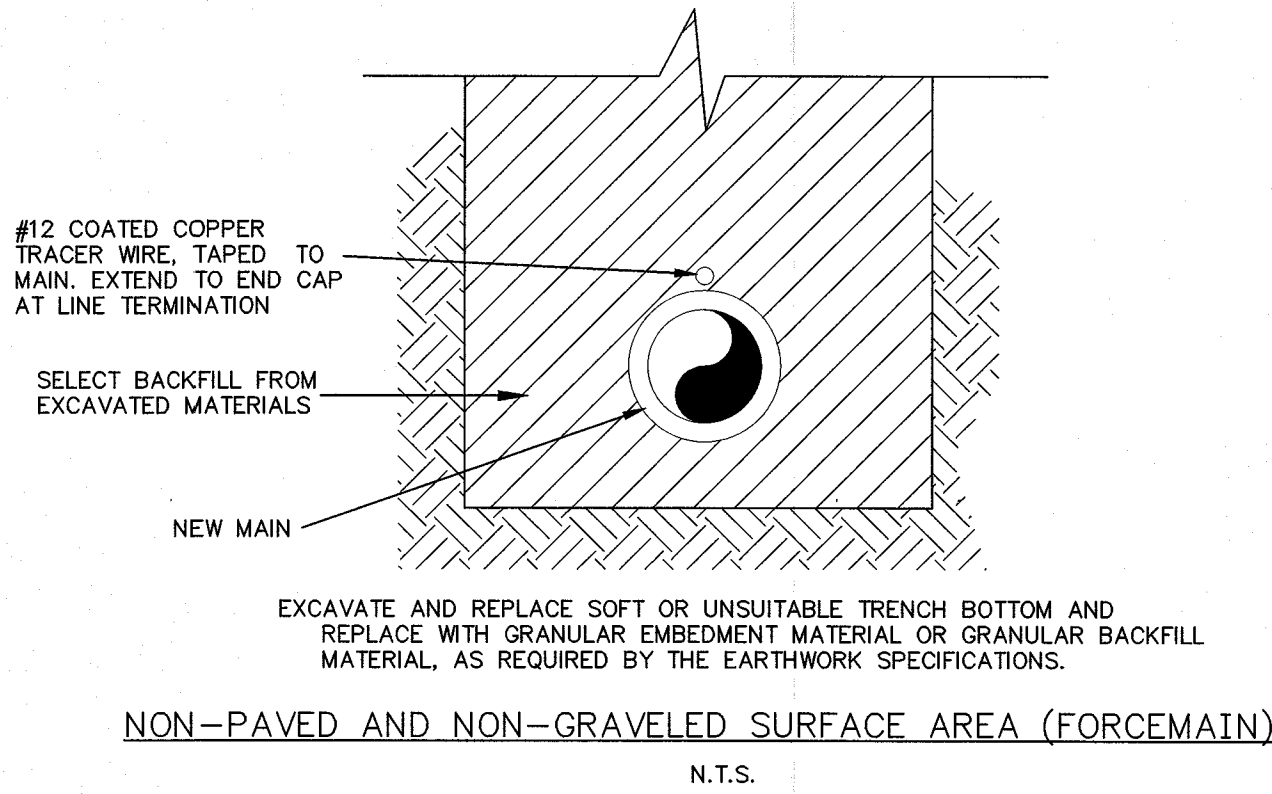 #12 COATED COPPER
TRACER WIRE, TAPED TO
MAIN. EXTEND TO END CAP
AT LINE TERMINATION
SELECT BACKFILL FROM
EXCAVATED MATERIALS
NEW MAIN
EXCAVATE AND REPLACE SOFT OR UNSUITABLE TRENCH BOTTOM AND
REPLACE WITH GRANULAR EMBEDMENT MATERIAL OR GRANULAR BACKFILL
MATERIAL, AS REQUIRED BY THE EARTHWORK SPECIFICATIONS.
NON-PAVED AND NON-GRAVELED SURFACE AREA (FORCEMAIN)
N.T.S.